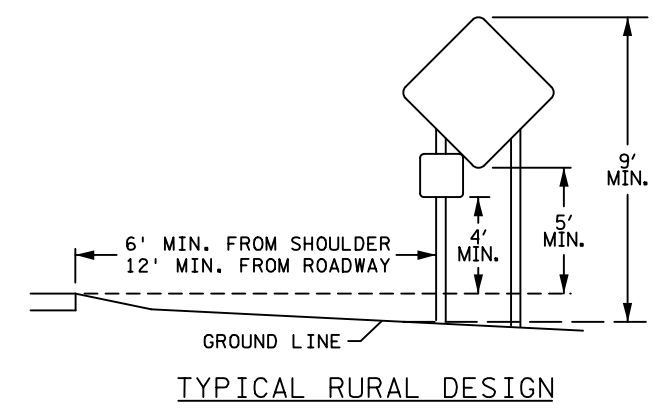 9'
MIN.
5'
MIN.
4'
MIN.
6' MIN. FROM SHOULDER
12' MIN. FROM ROADWAY
GROUND LINE
TYPICAL RURAL DESIGN